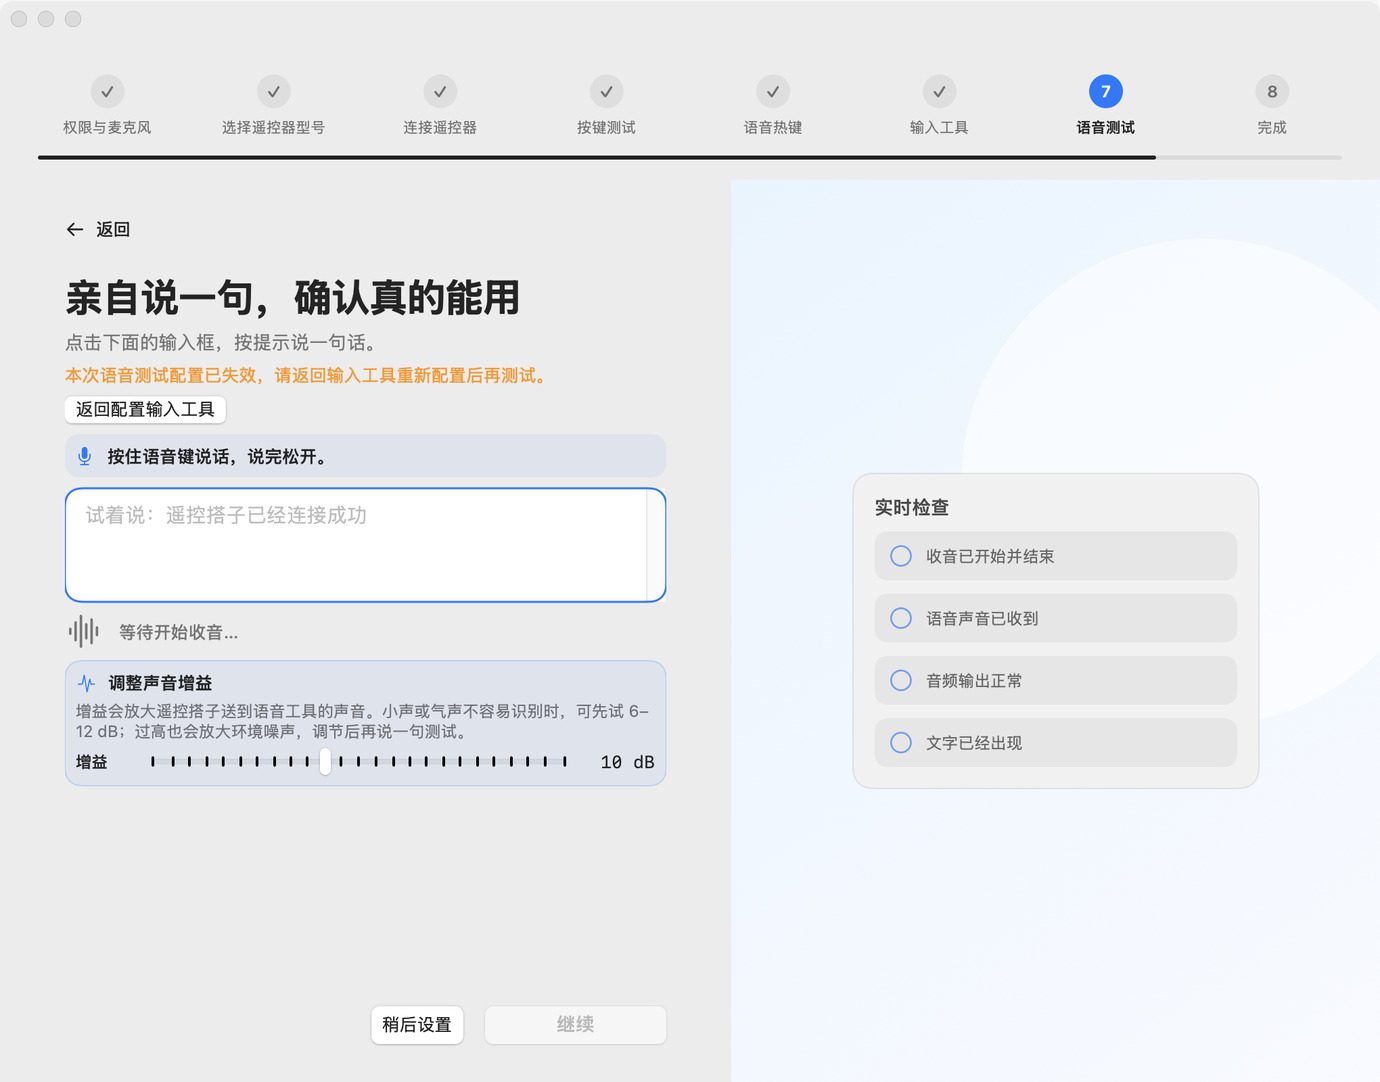 权限与麦克风
选择遥控器型号
连接遥控器
按键测试
语音热键
输入工具
7
语音测试
8
完成
返回
亲自说一句，确认真的能用
点击下面的输入框，按提示说一句话。
本次语音测试配置已失效，请返回输入工具重新配置后再测试。
返回配置输入工具
按住语音键说话，说完松开。
试着说：遥控搭子已经连接成功
等待开始收音...
调整声音增益
增益会放大遥控搭子送到语音工具的声音。小声或气声不容易识别时，可先试 6–
12 dB；过高也会放大环境噪声，调节后再说一句测试。
增益
10 dB
稍后设置
继续
实时检查
收音已开始并结束
语音声音已收到
音频输出正常
文字已经出现